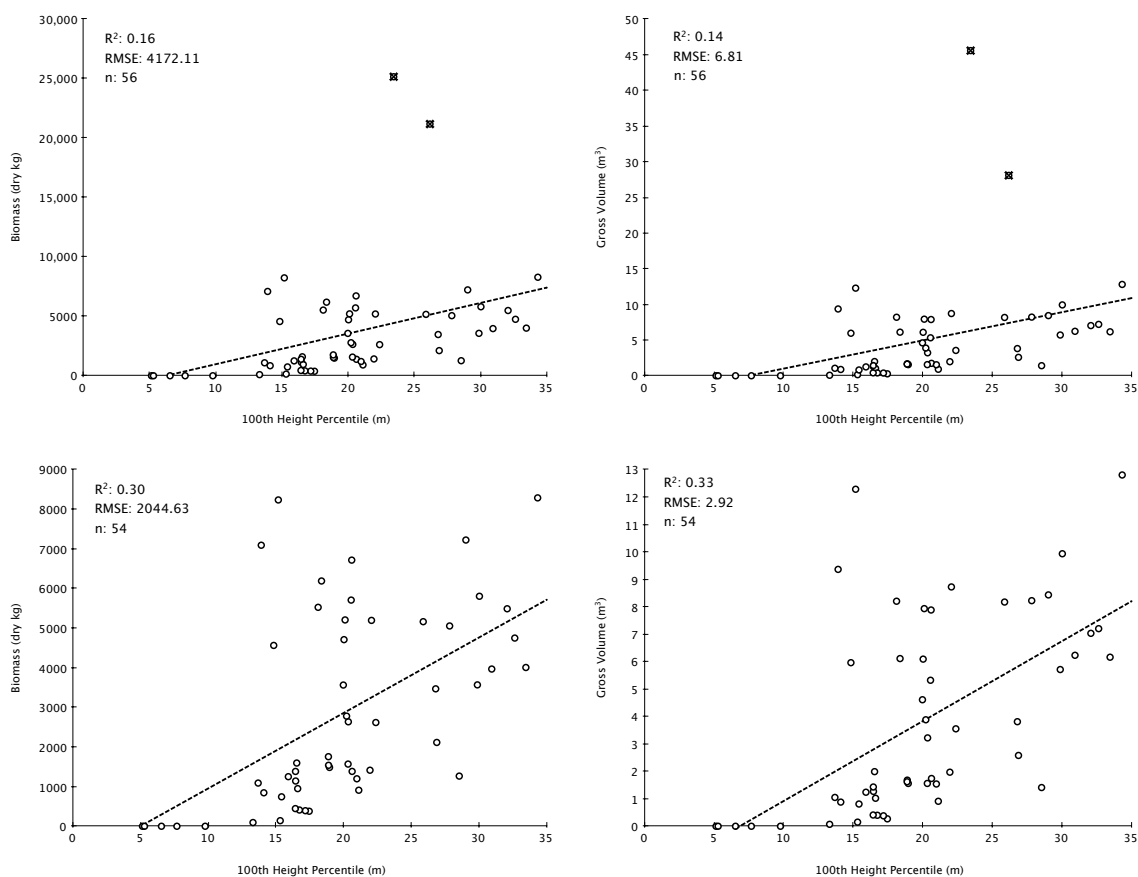 30,000
25,000
20,000
15,000
10,000
5000
0
Biomass (dry kg)
R²: 0.16
RMSE: 4172.11
n: 56
0 5 10 15 20 25 30 35
100th Height Percentile (m)
50
45
40
35
30
25
20
15
10
5
0
Gross Volume (m³)
R²: 0.14
RMSE: 6.81
n: 56
0 5 10 15 20 25 30 35
100th Height Percentile (m)
9000
8000
7000
6000
5000
4000
3000
2000
1000
0
Biomass (dry kg)
R²: 0.30
RMSE: 2044.63
n: 54
0 5 10 15 20 25 30 35
100th Height Percentile (m)
13
12
11
10
9
8
7
6
5
4
3
2
1
0
Gross Volume (m³)
R²: 0.33
RMSE: 2.92
n: 54
0 5 10 15 20 25 30 35
100th Height Percentile (m)